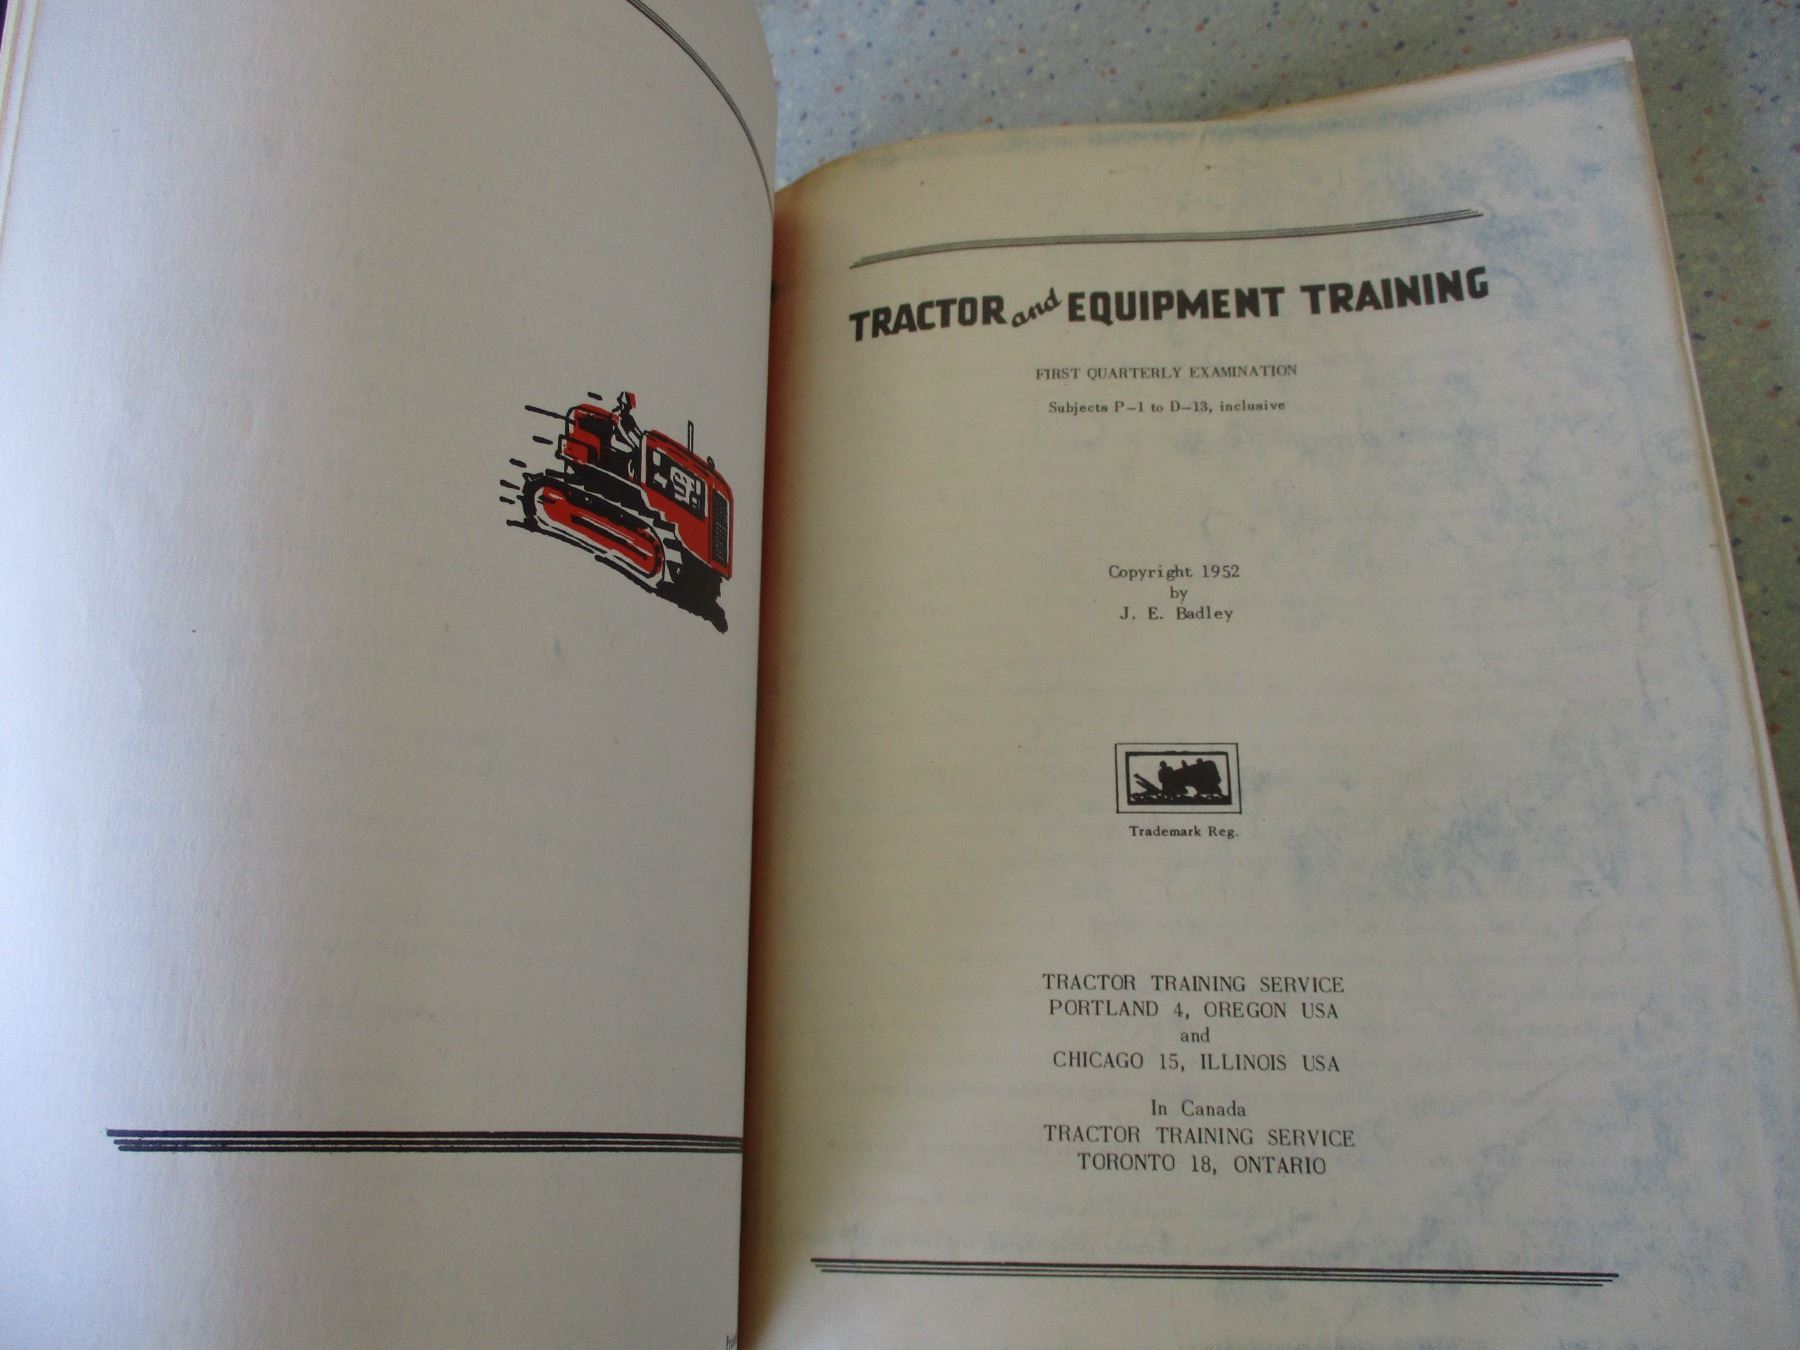 TRACTOR and EQUIPMENT TRAINING
FIRST QUARTERLY EXAMINATION
Subjects P-1 to D-13, inclusive
Copyright 1952
by
J. E. Badley
Trademark Reg.
TRACTOR TRAINING SERVICE
PORTLAND 4, OREGON USA
and
CHICAGO 15, ILLINOIS USA
In Canada
TRACTOR TRAINING SERVICE
TORONTO 18, ONTARIO